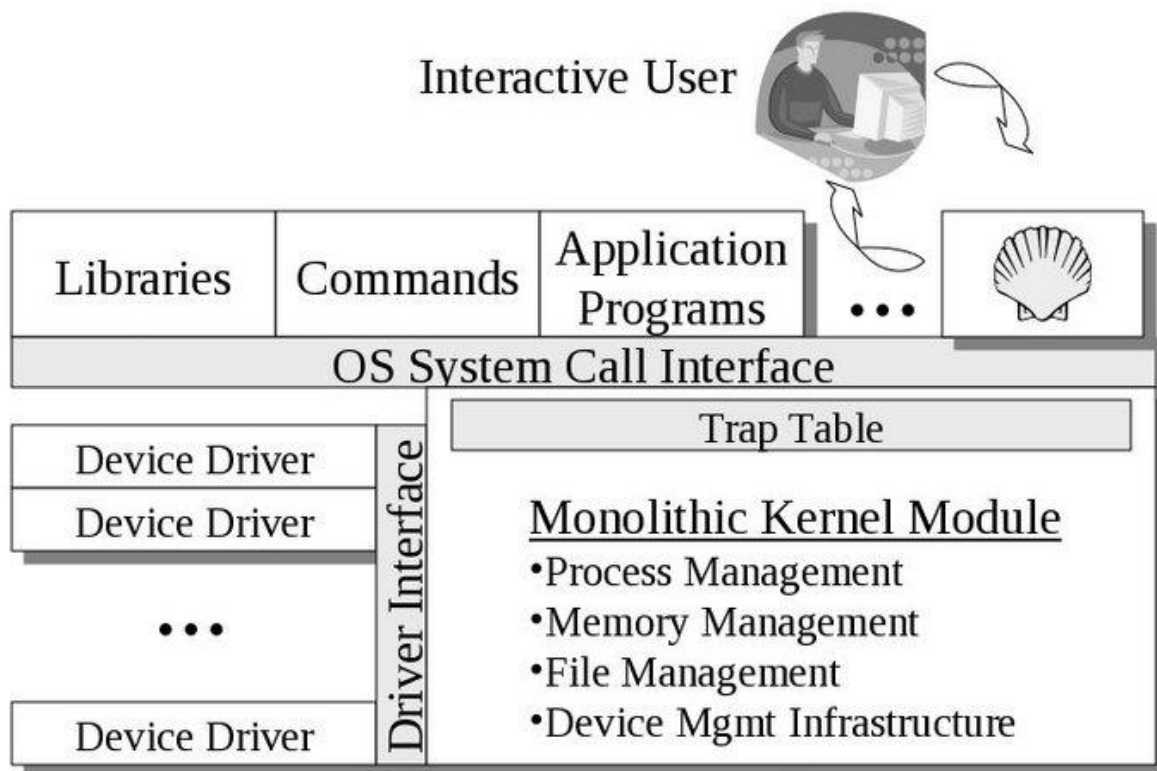 Interactive User
Libraries
Commands
Application
Programs
•••
OS System Call Interface
Trap Table
Device Driver
Device Driver
•••
Device Driver
Driver Interface
Monolithic Kernel Module
•Process Management
•Memory Management
•File Management
•Device Mgmt Infrastructure